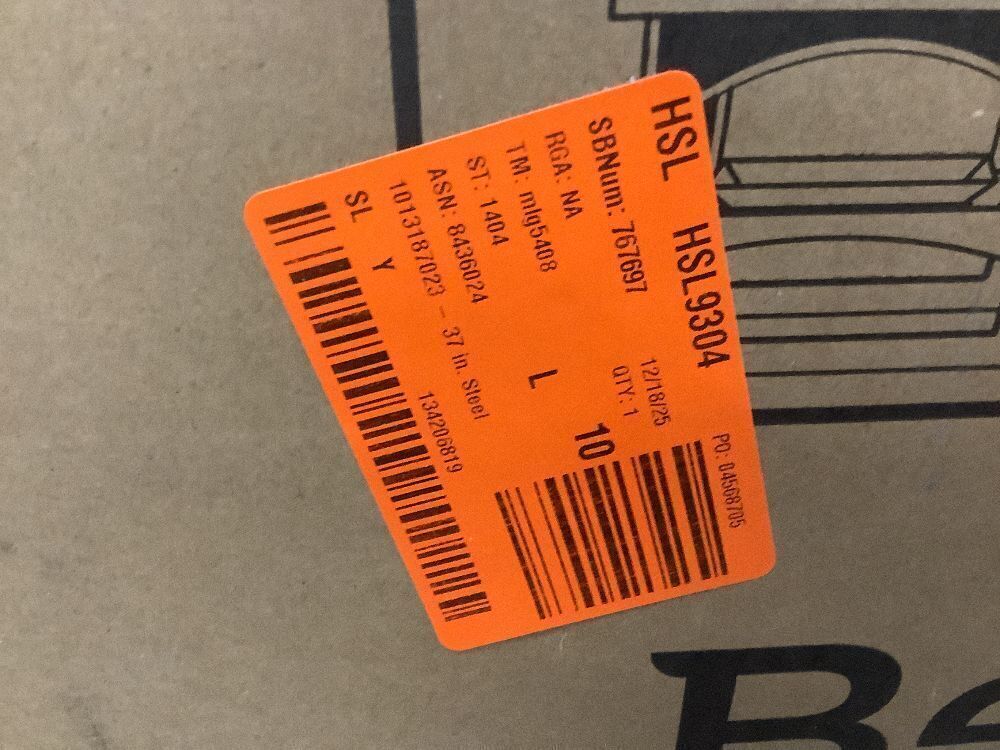 HSL HSL9304
PO: 04568705
SBNum: 767697
12/18/25
RGA: NA
QTY: 1
TM: mlg5408
10
ST: 1404
L
ASN: 8436024
1013187023 - 37 in. Steel
SL Y
134206819
Be